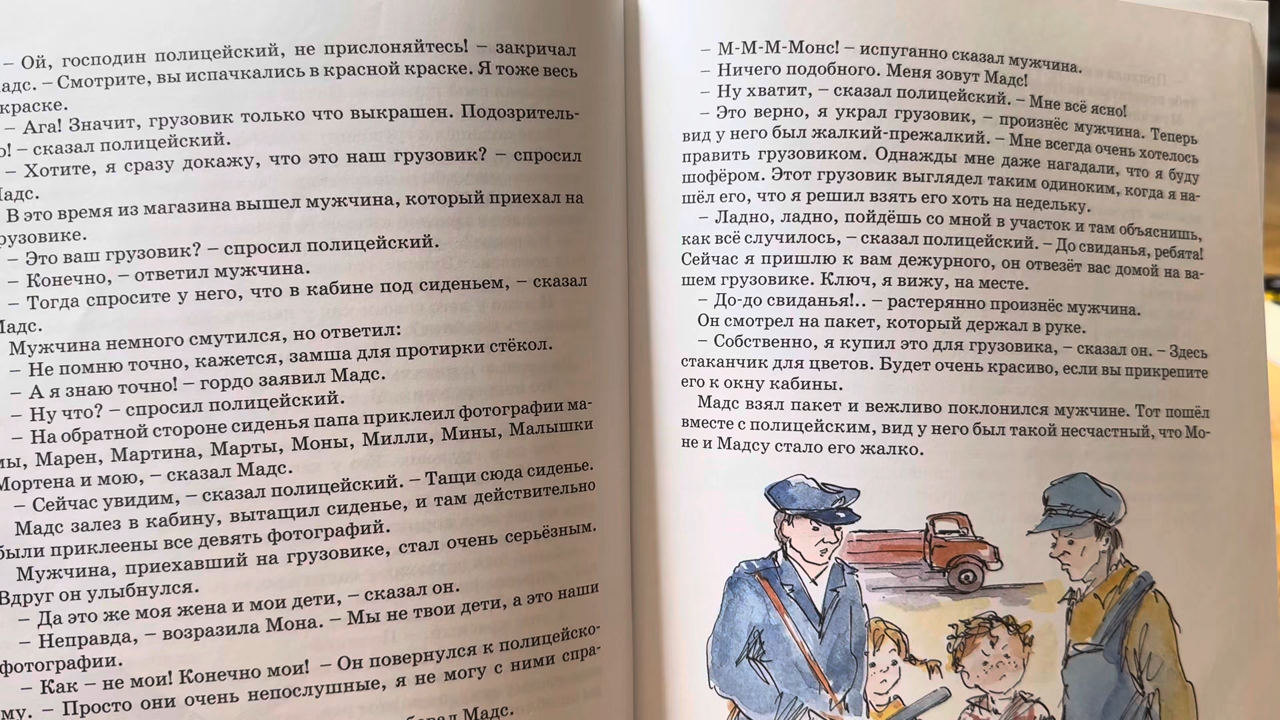 – Ой, господин полицейский, не прислоняйтесь! – закричал
Мадс. – Смотрите, вы испачкались в красной краске. Я тоже весь
краске.
– Ага! Значит, грузовик только что выкрашен. Подозритель-
о! – сказал полицейский.
– Хотите, я сразу докажу, что это наш грузовик? – спросил
Мадс.
В это время из магазина вышел мужчина, который приехал на
рузовике.
– Это ваш грузовик? – спросил полицейский.
– Конечно, – ответил мужчина.
– Тогда спросите у него, что в кабине под сиденьем, – сказал
Мадс.
Мужчина немного смутился, но ответил:
– Не помню точно, кажется, замша для протирки стёкол.
– А я знаю точно! – гордо заявил Мадс.
– Ну что? – спросил полицейский.
– На обратной стороне сиденья папа приклеил фотографии ма-
мы, Марен, Мартина, Марты, Моны, Милли, Мины, Малышки
Мортена и мою, – сказал Мадс.
– Сейчас увидим, – сказал полицейский. – Тащи сюда сиденье.
Мадс залез в кабину, вытащил сиденье, и там действительно
были приклеены все девять фотографий.
Мужчина, приехавший на грузовике, стал очень серьёзным.
Вдруг он улыбнулся.
– Да это же моя жена и мои дети, – сказал он.
– Неправда, – возразила Мона. – Мы не твои дети, а это наши
фотографии.
– Как – не мои! Конечно мои! – Он повернулся к полицейско-
му. – Просто они очень непослушные, я не могу с ними спра-
Мадс.
– М-М-М-Монс! – испуганно сказал мужчина.
– Ничего подобного. Меня зовут Мадс!
– Ну хватит, – сказал полицейский. – Мне всё ясно!
– Это верно, я украл грузовик, – произнёс мужчина. Теперь
вид у него был жалкий-прежалкий. – Мне всегда очень хотелось
править грузовиком. Однажды мне даже нагадали, что я буду
шофёром. Этот грузовик выглядел таким одиноким, когда я на-
шёл его, что я решил взять его хоть на недельку.
– Ладно, ладно, пойдёшь со мной в участок и там объяснишь,
как всё случилось, – сказал полицейский. – До свиданья, ребята!
Сейчас я пришлю к вам дежурного, он отвезёт вас домой на ва-
шем грузовике. Ключ, я вижу, на месте.
– До-до свиданья!.. – растерянно произнёс мужчина.
Он смотрел на пакет, который держал в руке.
– Собственно, я купил это для грузовика, – сказал он. – Здесь
стаканчик для цветов. Будет очень красиво, если вы прикрепите
его к окну кабины.
Мадс взял пакет и вежливо поклонился мужчине. Тот пошёл
вместе с полицейским, вид у него был такой несчастный, что Мо-
не и Мадсу стало его жалко.